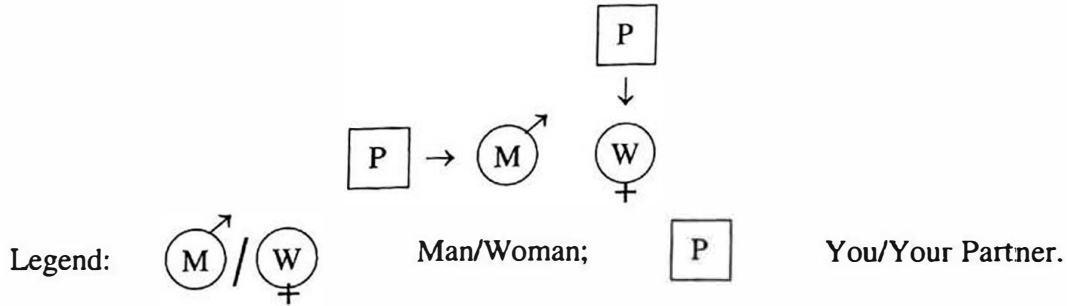 P
P → M W
Legend: M / W Man/Woman; P You/Your Partner.